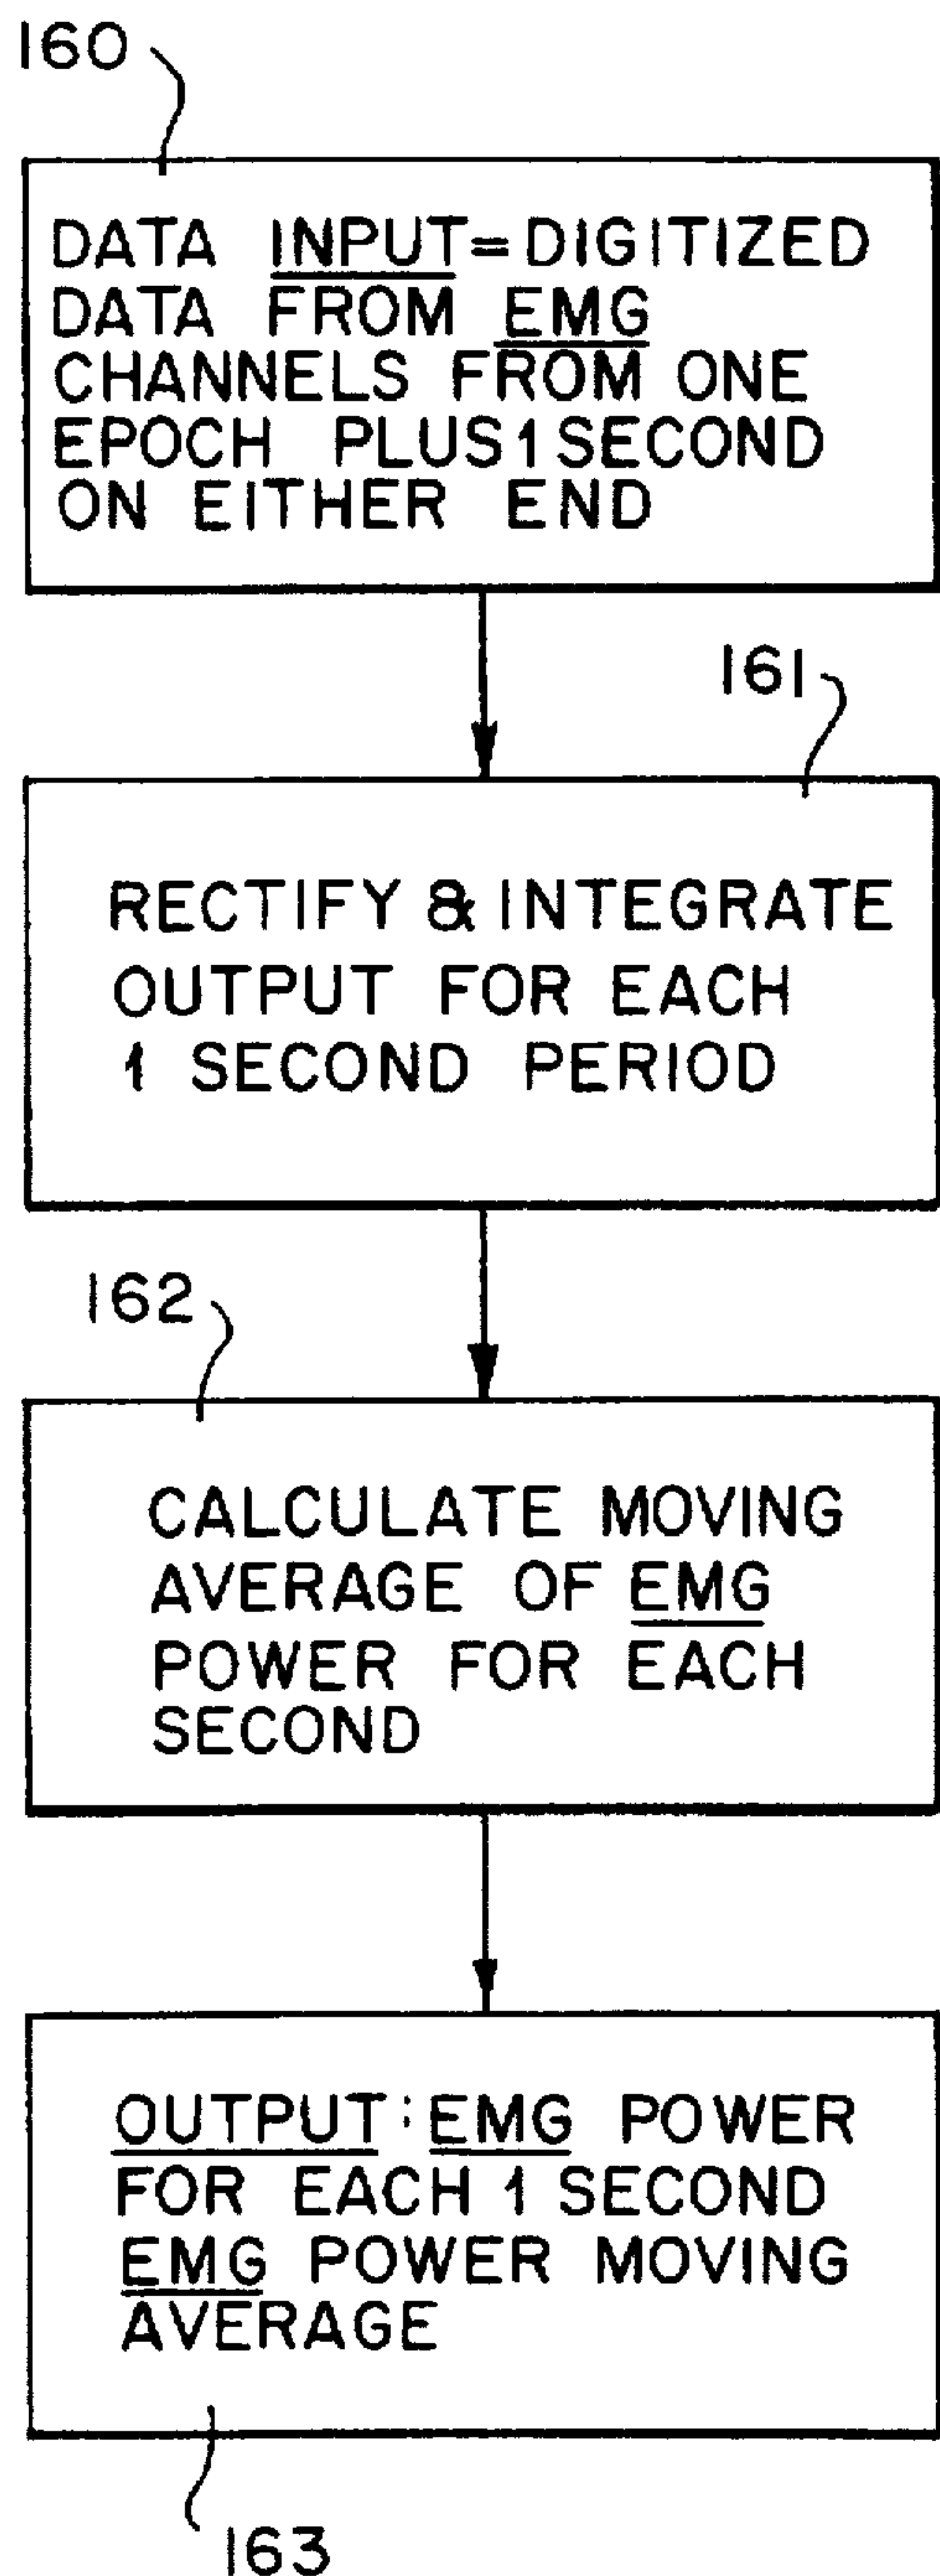 160
DATA INPUT=DIGITIZED
DATA FROM EMG
CHANNELS FROM ONE
EPOCH PLUS 1 SECOND
ON EITHER END
161
RECTIFY & INTEGRATE
OUTPUT FOR EACH
1 SECOND PERIOD
162
CALCULATE MOVING
AVERAGE OF EMG
POWER FOR EACH
SECOND
OUTPUT: EMG POWER
FOR EACH 1 SECOND
EMG POWER MOVING
AVERAGE
163